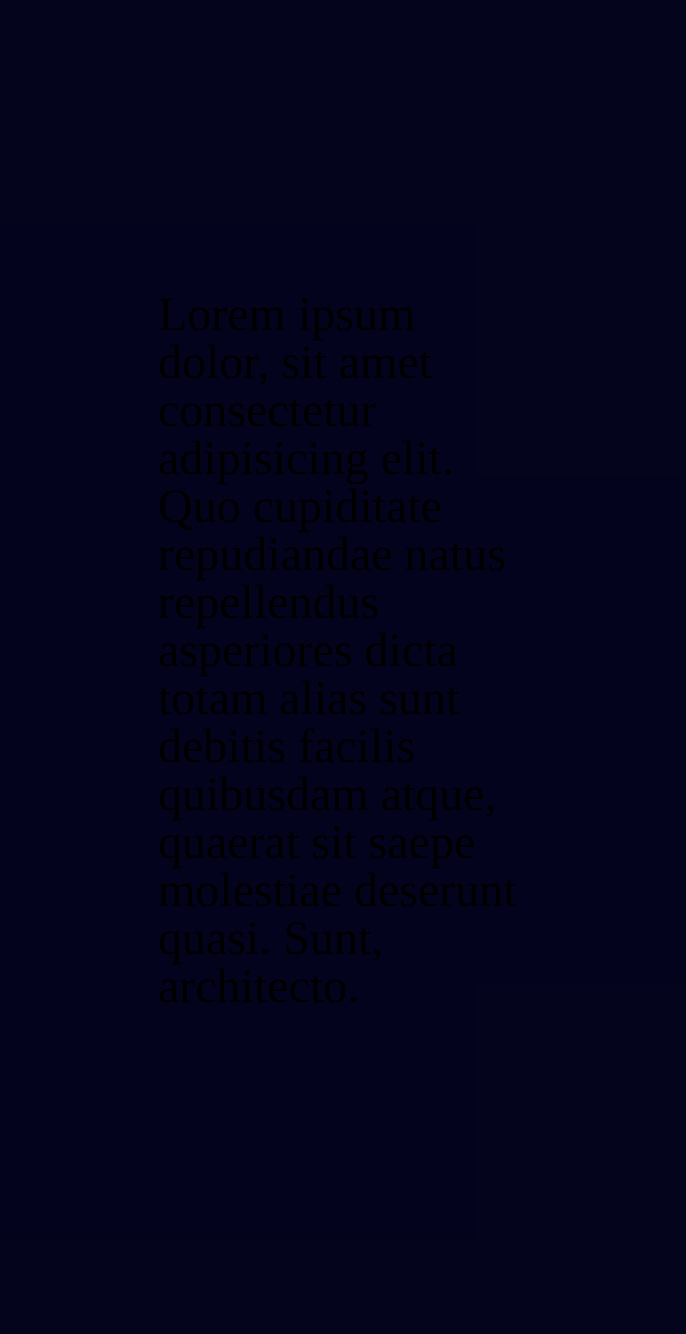 Lorem ipsum
dolor, sit amet
consectetur
adipisicing elit.
Quo cupiditate
repudiandae natus
repellendus
asperiores dicta
totam alias sunt
debitis facilis
quibusdam atque,
quaerat sit saepe
molestiae deserunt
quasi. Sunt,
architecto.